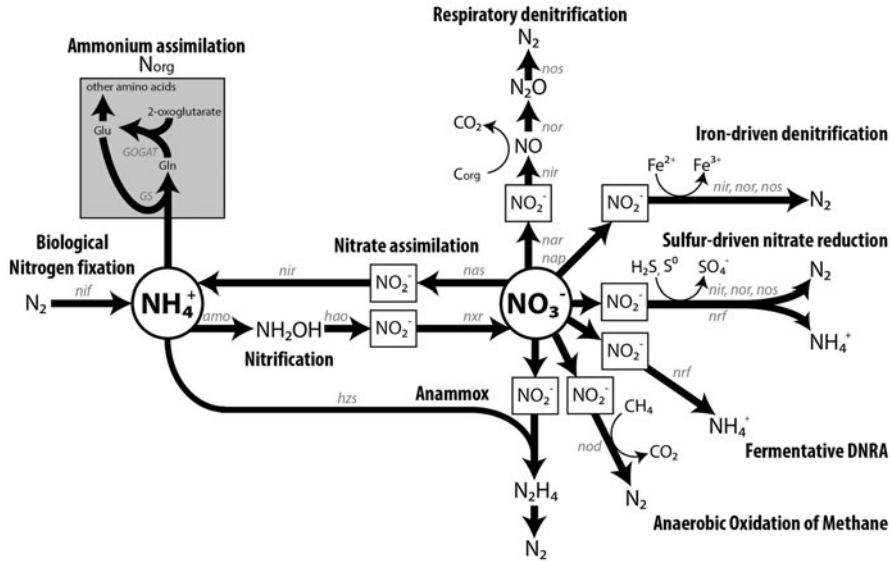 Respiratory denitrification
N₂
nos
N₂O
nor
CO₂
NO
Corg
nir
NO₂⁻
nar
nap
Ammonium assimilation
Norg
other amino acids
2-oxoglutarate
Glu
GOGAT
Gln
GS
Iron-driven denitrification
Fe²⁺ Fe³⁺
nir, nor, nos
NO₂⁻
N₂
Sulfur-driven nitrate reduction
H₂S, S⁰ SO₄⁻
N₂
nir, nor, nos
NO₂⁻
nrf
NH₄⁺
Biological
Nitrogen fixation
N₂
nif
NH₄⁺
Nitrate assimilation
nir
NO₂⁻
nas
NO₃⁻
amo
NH₂OH
hao
NO₂⁻
nxr
Nitrification
NO₂⁻
nrf
NH₄⁺
Fermentative DNRA
hzs
Anammox
NO₂⁻
N₂H₄
N₂
NO₂⁻
CH₄
nod
CO₂
N₂
Anaerobic Oxidation of Methane